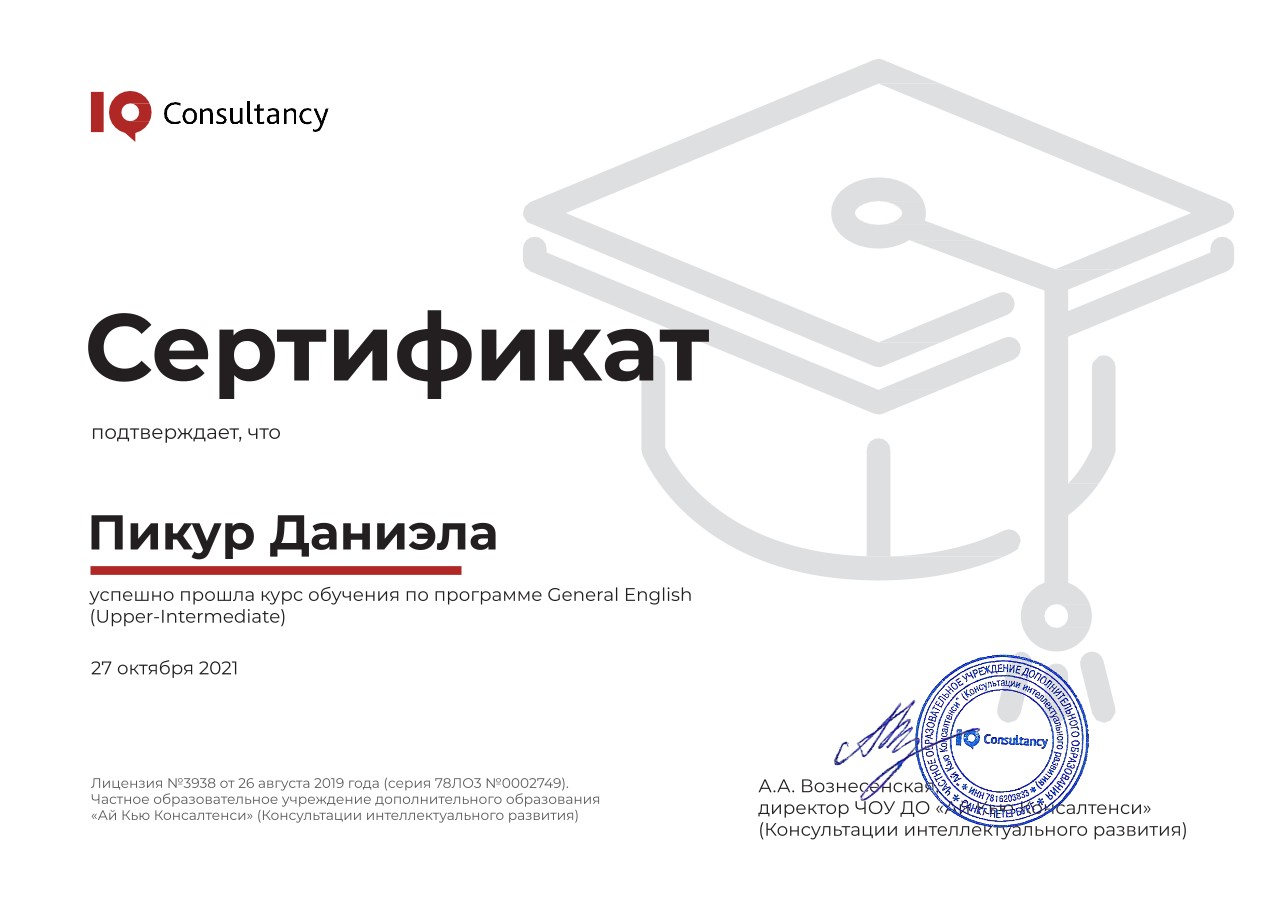 IQ Consultancy
Сертификат
подтверждает, что
Пикур Даниэла
успешно прошла курс обучения по программе General English
(Upper-Intermediate)
27 октября 2021
Лицензия №3938 от 26 августа 2019 года (серия 78ЛО3 №0002749).
Частное образовательное учреждение дополнительного образования
«Ай Кью Консалтенси» (Консультации интеллектуального развития)
ЧАСТНОЕ ОБРАЗОВАТЕЛЬНОЕ УЧРЕЖДЕНИЕ ДОПОЛНИТЕЛЬНОГО ОБРАЗОВАНИЯ
* САНКТ-ПЕТЕРБУРГ *
"Ай Кью Консалтенси" (Консультации интеллектуального развития)
* ИНН 7816203833 *
IQ Consultancy
А.А. Вознесенская,
директор ЧОУ ДО «Ай Кью Консалтенси»
(Консультации интеллектуального развития)